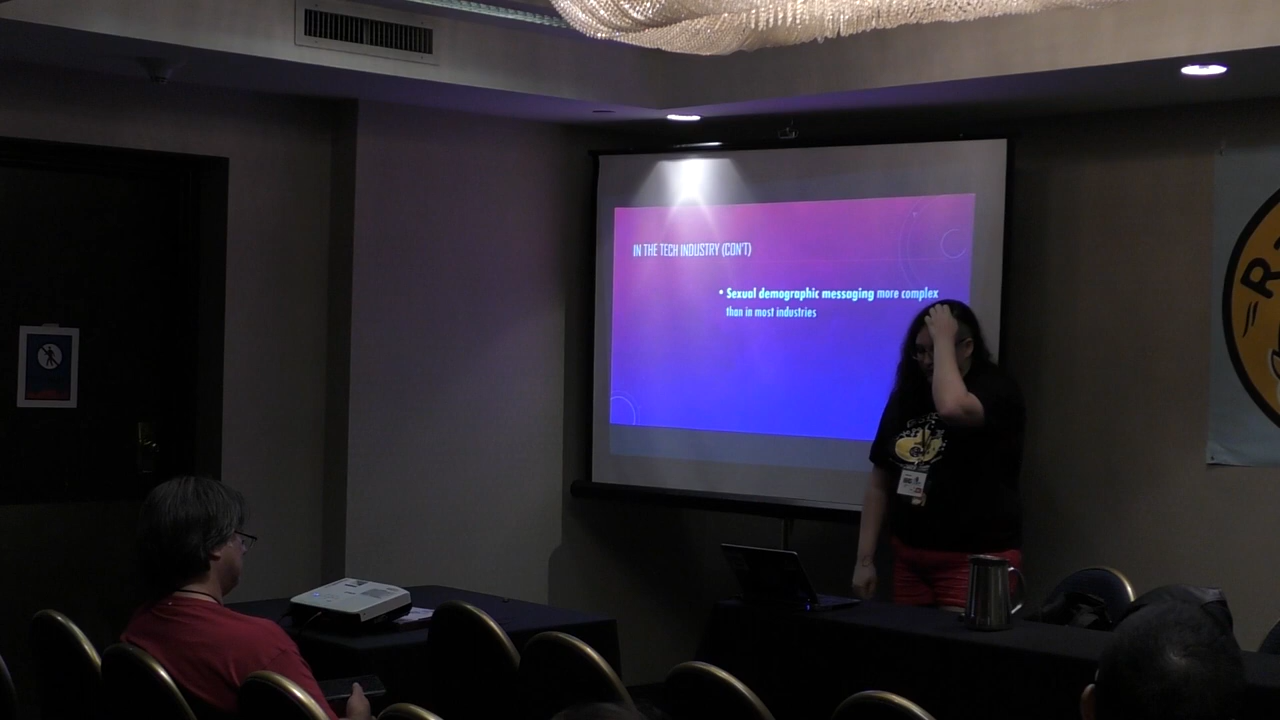 IN THE TECH INDUSTRY (CON'T)
• Sexual demographic messaging more complex
than in most industries
R